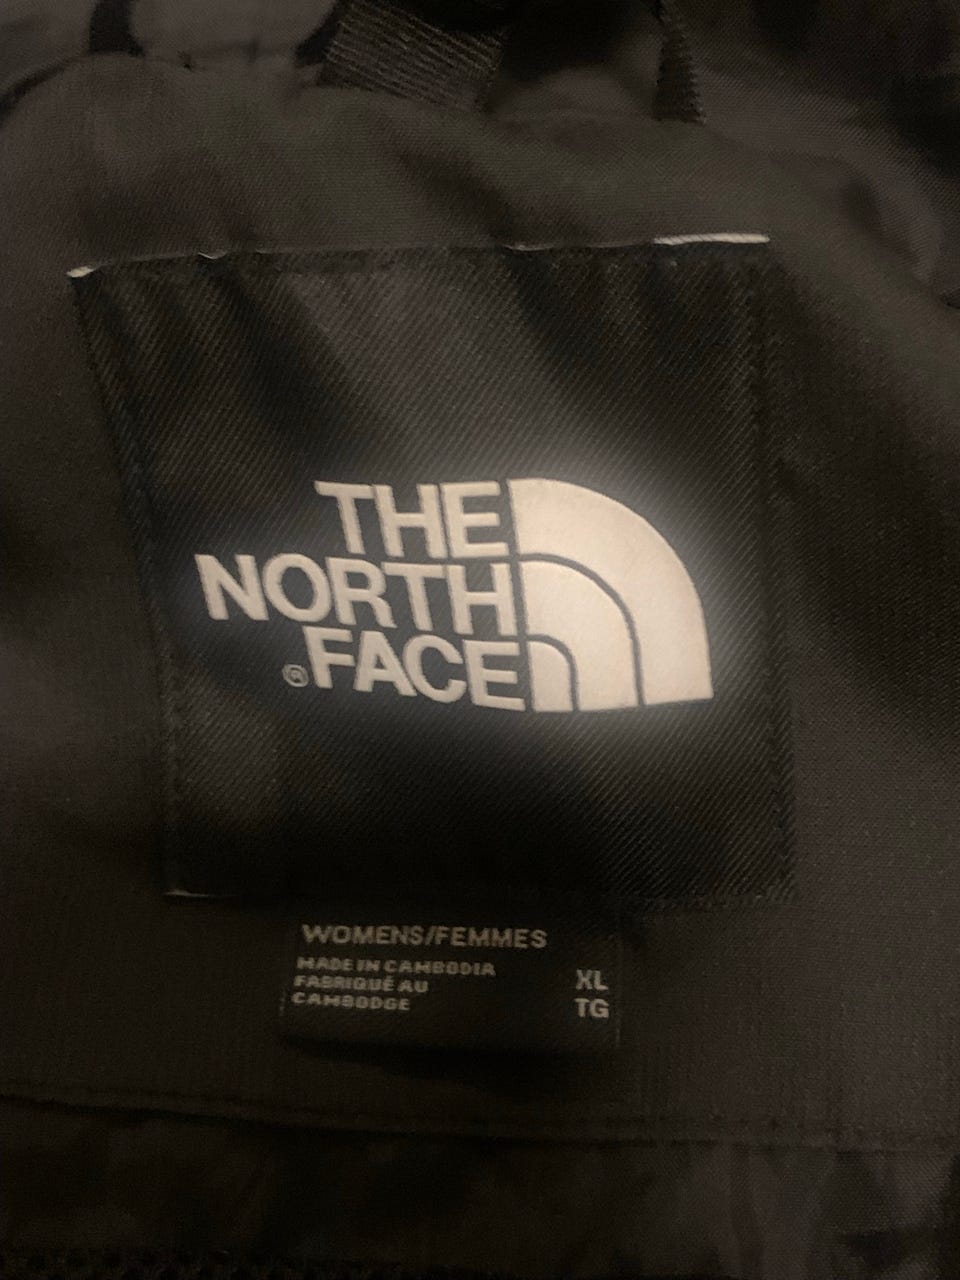 THE
NORTH
FACE
®
WOMENS/FEMMES
MADE IN CAMBODIA
FABRIQUÉ AU
CAMBODGE
XL
TG